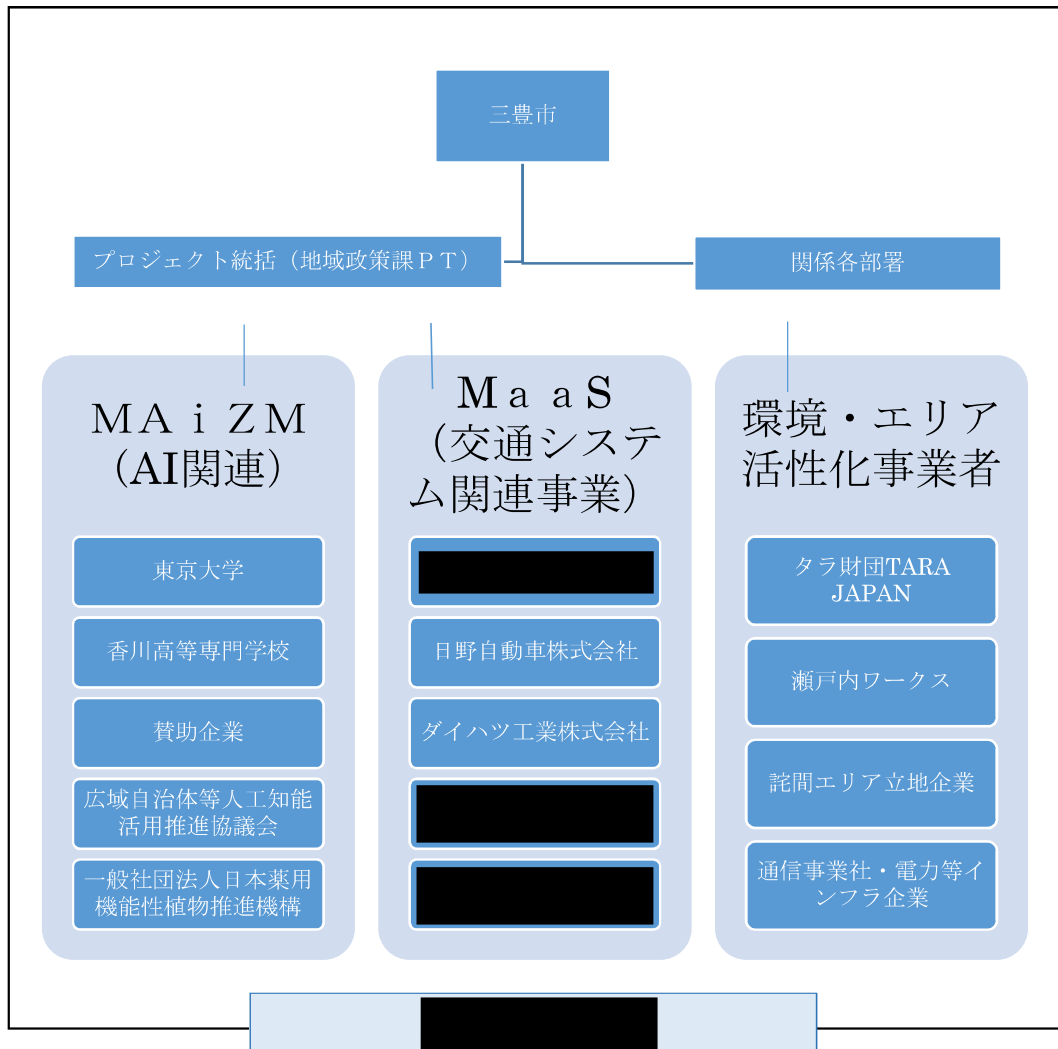 三豊市
プロジェクト統括（地域政策課ＰＴ）
関係各部署
ＭＡｉＺＭ
（AI関連）
東京大学
香川高等専門学校
賛助企業
広域自治体等人工知能
活用推進協議会
一般社団法人日本薬用
機能性植物推進機構
ＭａａＳ
（交通システ
ム関連事業）
日野自動車株式会社
ダイハツ工業株式会社
環境・エリア
活性化事業者
タラ財団TARA
JAPAN
瀬戸内ワークス
詫間エリア立地企業
通信事業社・電力等イ
ンフラ企業